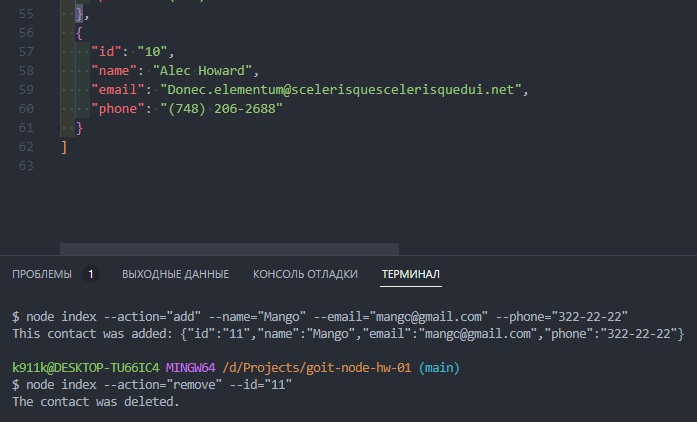 55 },
56 {
57 "id": "10",
58 "name": "Alec Howard",
59 "email": "Donec.elementum@scelerisquescelerisquedui.net",
60 "phone": "(748) 206-2688"
61 }
62 ]
63
ПРОБЛЕМЫ 1 ВЫХОДНЫЕ ДАННЫЕ КОНСОЛЬ ОТЛАДКИ ТЕРМИНАЛ
$ node index --action="add" --name="Mango" --email="mango@gmail.com" --phone="322-22-22"
This contact was added: {"id":"11","name":"Mango","email":"mango@gmail.com","phone":"322-22-22"}
k911k@DESKTOP-TU66IC4 MINGW64 /d/Projects/goit-node-hw-01 (main)
$ node index --action="remove" --id="11"
The contact was deleted.